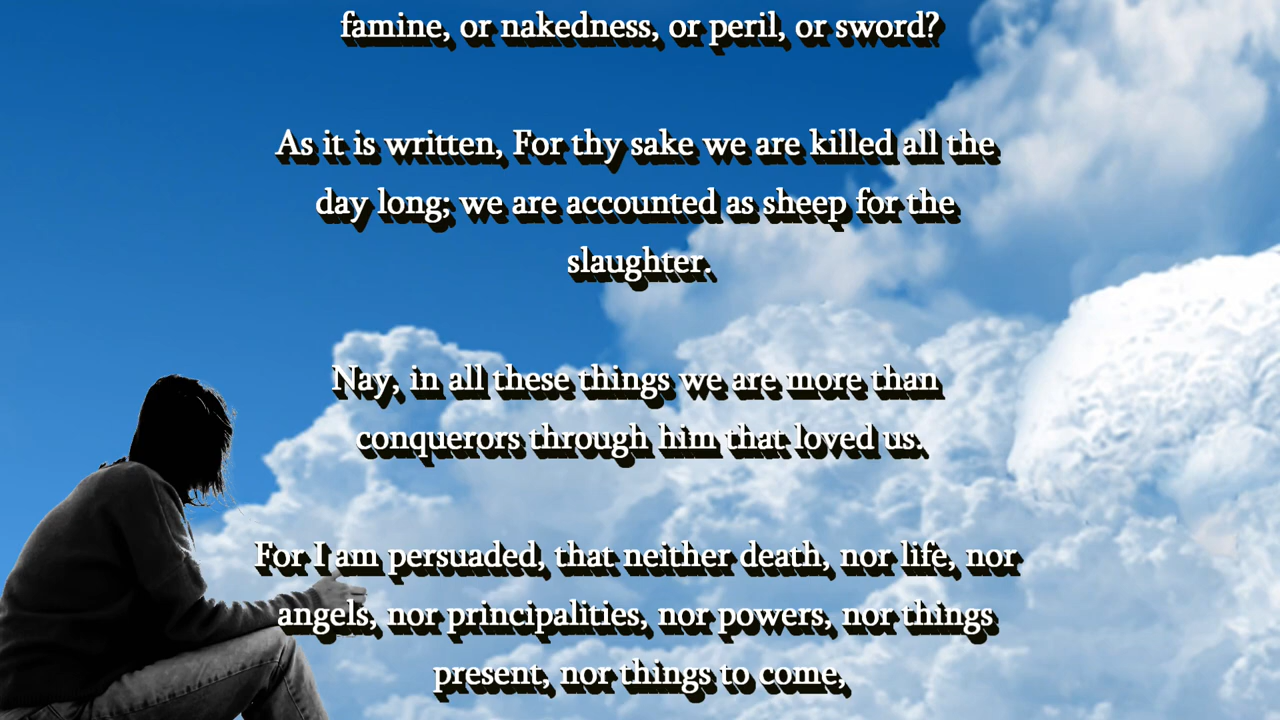 famine, or nakedness, or peril, or sword?
As it is written, For thy sake we are killed all the
day long; we are accounted as sheep for the
slaughter.
Nay, in all these things we are more than
conquerors through him that loved us.
For I am persuaded, that neither death, nor life, nor
angels, nor principalities, nor powers, nor things
present, nor things to come,